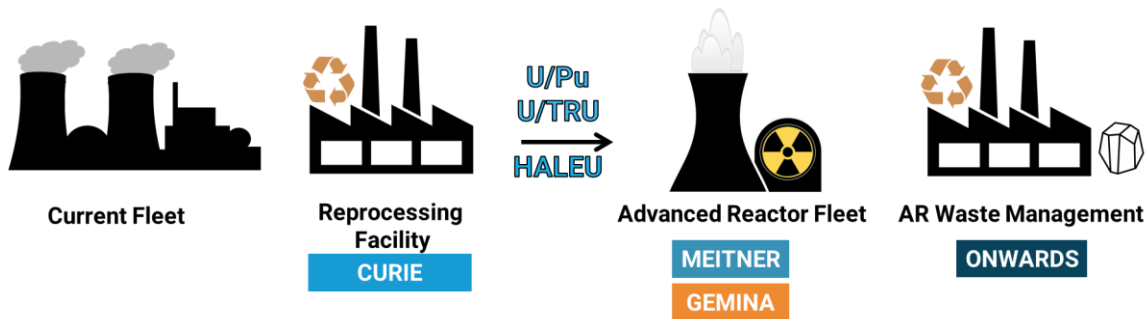 Current Fleet
Reprocessing
Facility
CURIE
U/Pu
U/TRU
HALEU
Advanced Reactor Fleet
MEITNER
GEMINA
AR Waste Management
ONWARDS